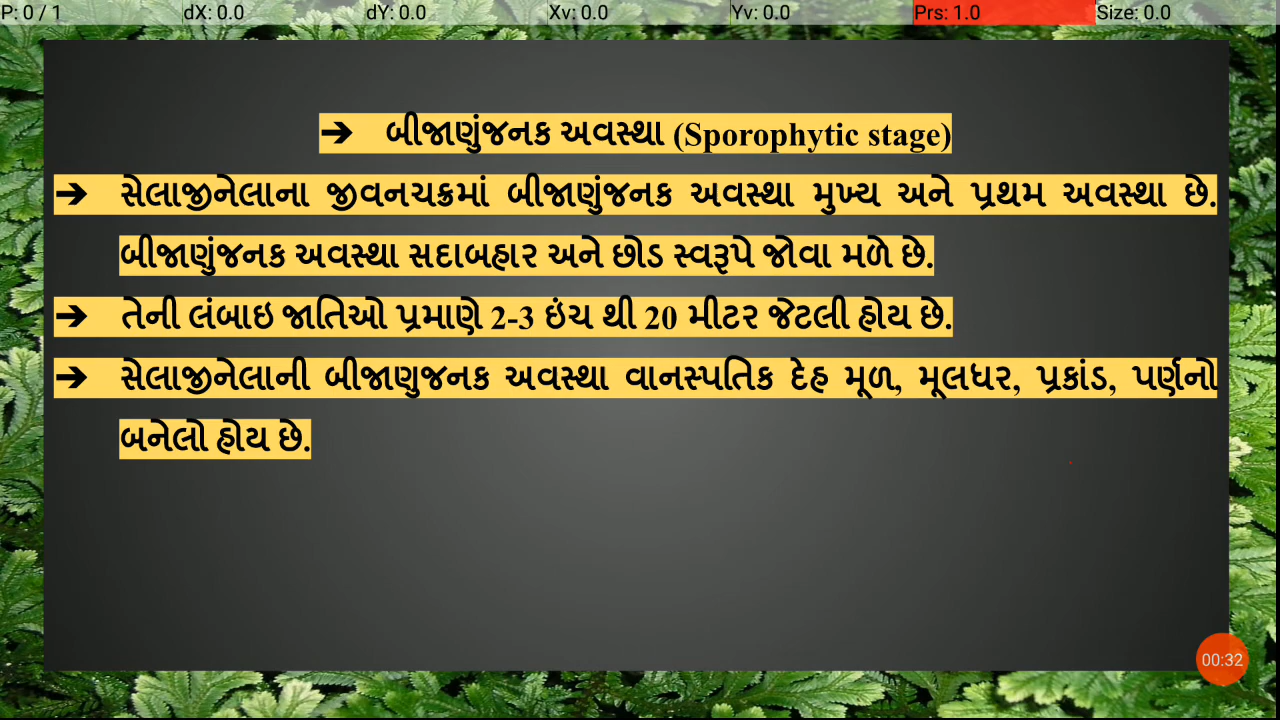 P: 0 / 1 dX: 0.0 dY: 0.0 Xv: 0.0 Yv: 0.0 Prs: 1.0 Size: 0.0
➔ બીજાણુંજનક અવસ્થા (Sporophytic stage)
➔ સેલાજીનેલાના જીવનચક્રમાં બીજાણુંજનક અવસ્થા મુખ્ય અને પ્રથમ અવસ્થા છે.
બીજાણુંજનક અવસ્થા સદાબહાર અને છોડ સ્વરૂપે જોવા મળે છે.
➔ તેની લંબાઇ જાતિઓ પ્રમાણે 2-3 ઇંચ થી 20 મીટર જેટલી હોય છે.
➔ સેલાજીનેલાની બીજાણુજનક અવસ્થા વાનસ્પતિક દેહ મૂળ, મૂલધર, પ્રકાંડ, પર્ણનો
બનેલો હોય છે.
00:32